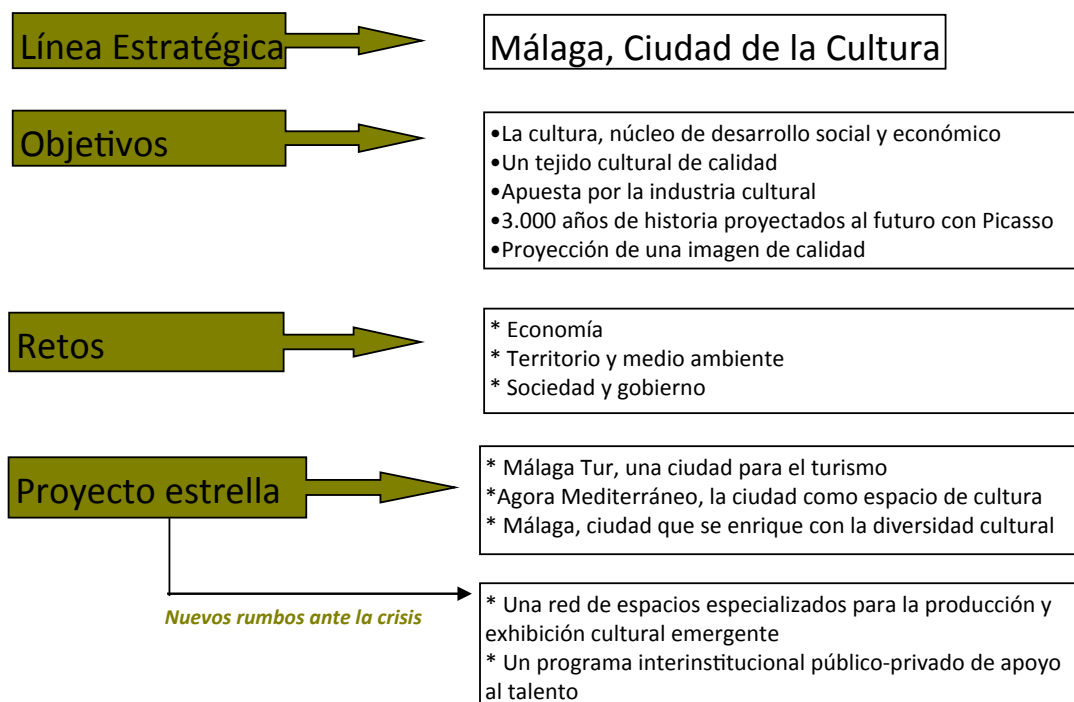 Línea Estratégica
Málaga, Ciudad de la Cultura
Objetivos
•La cultura, núcleo de desarrollo social y económico
•Un tejido cultural de calidad
•Apuesta por la industria cultural
•3.000 años de historia proyectados al futuro con Picasso
•Proyección de una imagen de calidad
Retos
* Economía
* Territorio y medio ambiente
* Sociedad y gobierno
Proyecto estrella
* Málaga Tur, una ciudad para el turismo
*Agora Mediterráneo, la ciudad como espacio de cultura
* Málaga, ciudad que se enrique con la diversidad cultural
Nuevos rumbos ante la crisis
* Una red de espacios especializados para la producción y
exhibición cultural emergente
* Un programa interinstitucional público-privado de apoyo
al talento